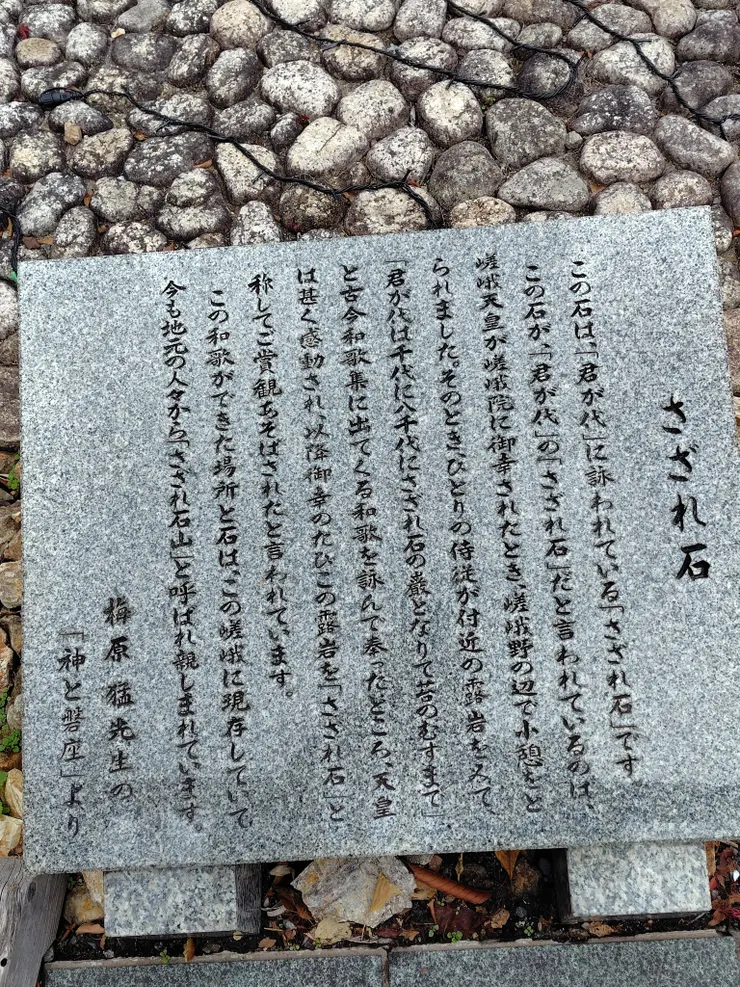 さざれ石
この石は、「君が代」に詠われている「さざれ石」です
この石が、「君が代」の「さざれ石」だと言われているのは、
嵯峨天皇が嵯峨院に御幸されたとき、嵯峨野の辺で小憩をと
られました。そのとき、ひとりの侍従が付近の露岩を見て、
「君が代は千代に八千代にさざれ石の巌となりて苔のむすまで」
と古今和歌集に出てくる和歌を詠んで奉ったところ、天皇
は甚く感動され、以降御幸のたびこの露岩を「さざれ石」と
称してご賞観あそばされたと言われています。
この和歌ができた場所と石は、この嵯峨に現存していて
今も地元の人々から「さざれ石山」と呼ばれ親しまれています。
梅原猛先生の
「神と磐座」より